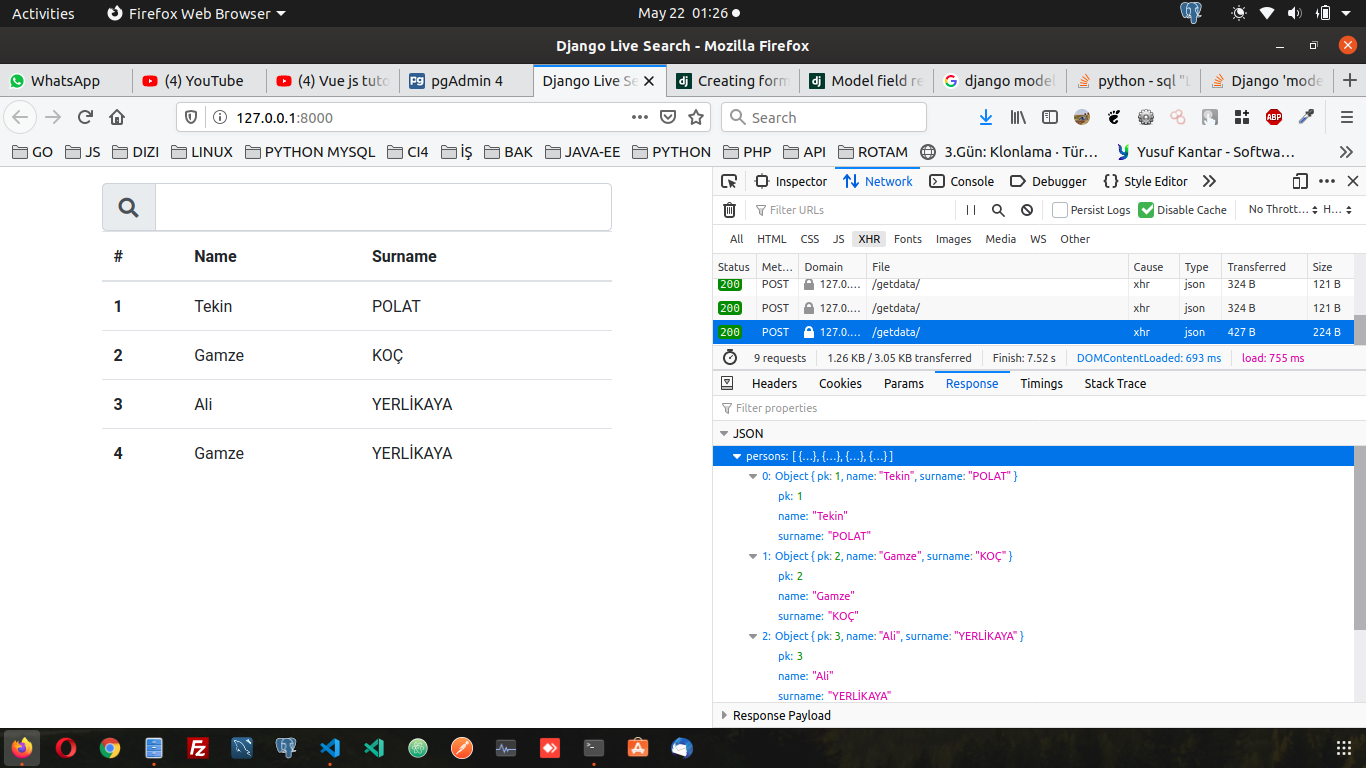 Activities Firefox Web Browser May 22 01:26
Django Live Search - Mozilla Firefox
WhatsApp (4) YouTube (4) Vue js tuto pgAdmin 4 Django Live Se Creating form Model field re django model python - sql "L Django 'mode
127.0.0.1:8000 Search
GO JS DIZI LINUX PYTHON MYSQL CI4 İŞ BAK JAVA-EE PYTHON PHP API ROTAM 3.Gün: Klonlama · Tür… Yusuf Kantar - Softwa…
# Name Surname
1 Tekin POLAT
2 Gamze KOÇ
3 Ali YERLİKAYA
4 Gamze YERLİKAYA
Inspector Network Console Debugger Style Editor
Filter URLs Persist Logs Disable Cache No Thrott… H…
All HTML CSS JS XHR Fonts Images Media WS Other
Status Met… Domain File Cause Type Transferred Size
200 POST 127.0.… /getdata/ xhr json 324 B 121 B
200 POST 127.0.… /getdata/ xhr json 324 B 121 B
200 POST 127.0.… /getdata/ xhr json 427 B 224 B
9 requests 1.26 KB / 3.05 KB transferred Finish: 7.52 s DOMContentLoaded: 693 ms load: 755 ms
Headers Cookies Params Response Timings Stack Trace
Filter properties
JSON
persons: [ {…}, {…}, {…}, {…} ]
0: Object { pk: 1, name: "Tekin", surname: "POLAT" }
pk: 1
name: "Tekin"
surname: "POLAT"
1: Object { pk: 2, name: "Gamze", surname: "KOÇ" }
pk: 2
name: "Gamze"
surname: "KOÇ"
2: Object { pk: 3, name: "Ali", surname: "YERLİKAYA" }
pk: 3
name: "Ali"
surname: "YERLİKAYA"
Response Payload